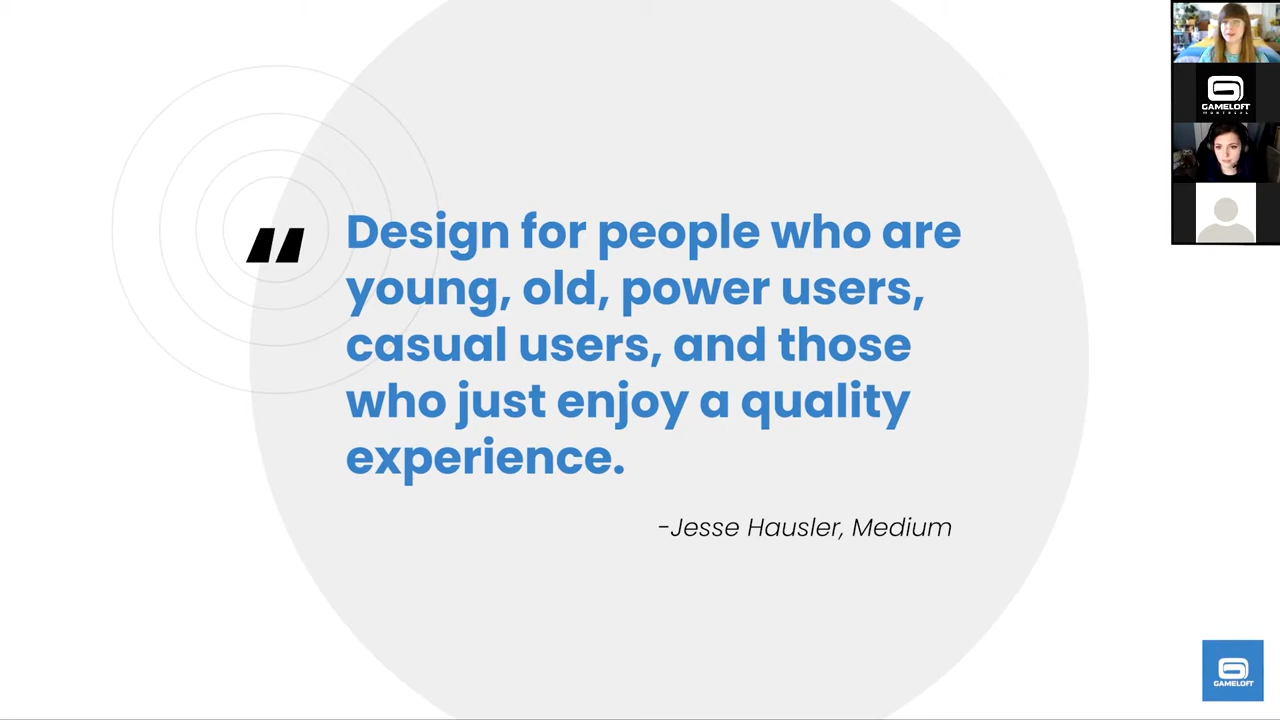 Design for people who are
young, old, power users,
casual users, and those
who just enjoy a quality
experience.
-Jesse Hausler, Medium
GAMELOFT
MONTREAL
GAMELOFT